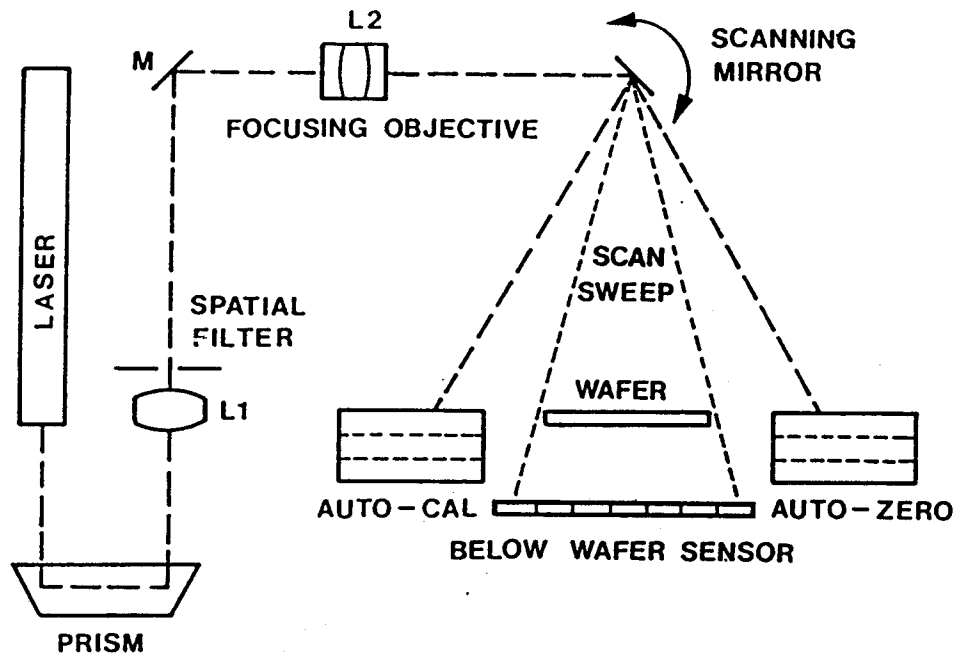 L2
M
SCANNING
MIRROR
FOCUSING OBJECTIVE
LASER
SCAN
SWEEP
SPATIAL
FILTER
L1
WAFER
AUTO-CAL
AUTO-ZERO
BELOW WAFER SENSOR
PRISM